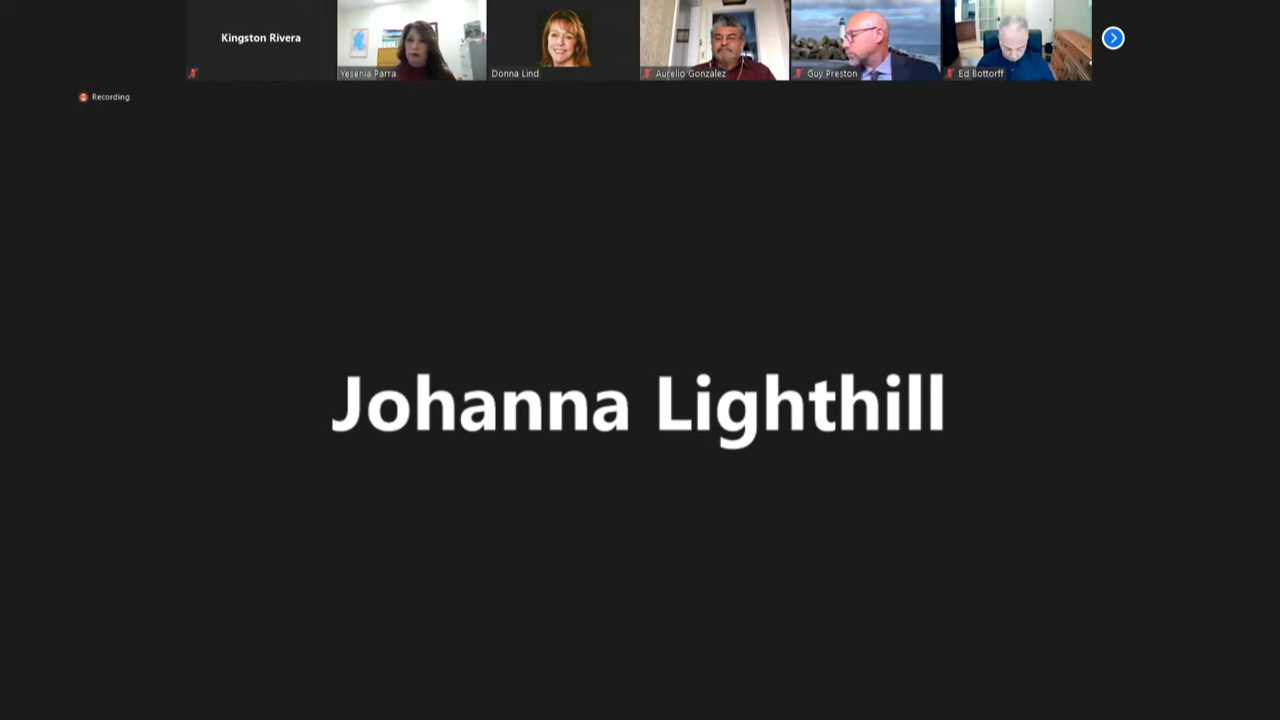 Kingston Rivera
Yesenia Parra
Donna Lind
Aurelio Gonzalez
Guy Preston
Ed Bottorff
Recording
Johanna Lighthill